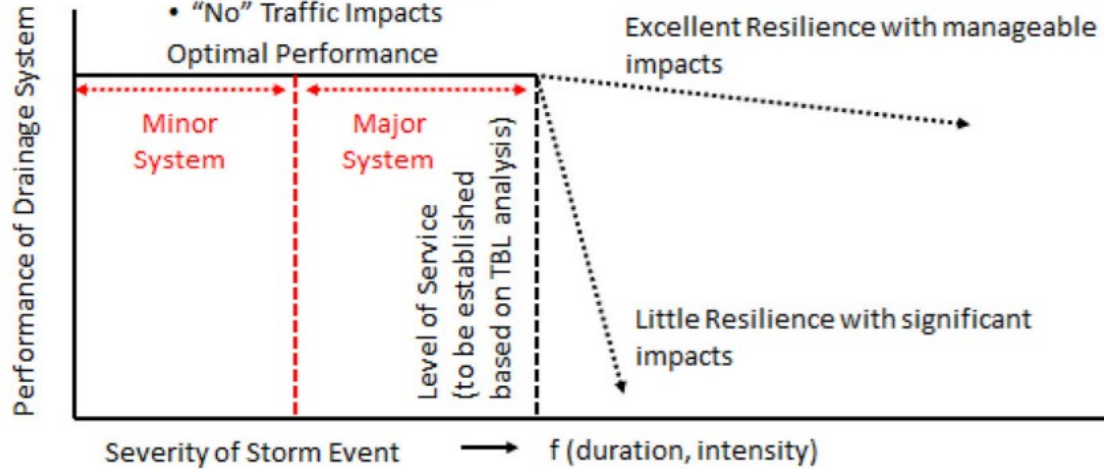 • “No” Traffic Impacts
Optimal Performance
Excellent Resilience with manageable
impacts
Performance of Drainage System
Minor
System
Major
System
Level of Service
(to be established
based on TBL analysis)
Little Resilience with significant
impacts
Severity of Storm Event
f (duration, intensity)